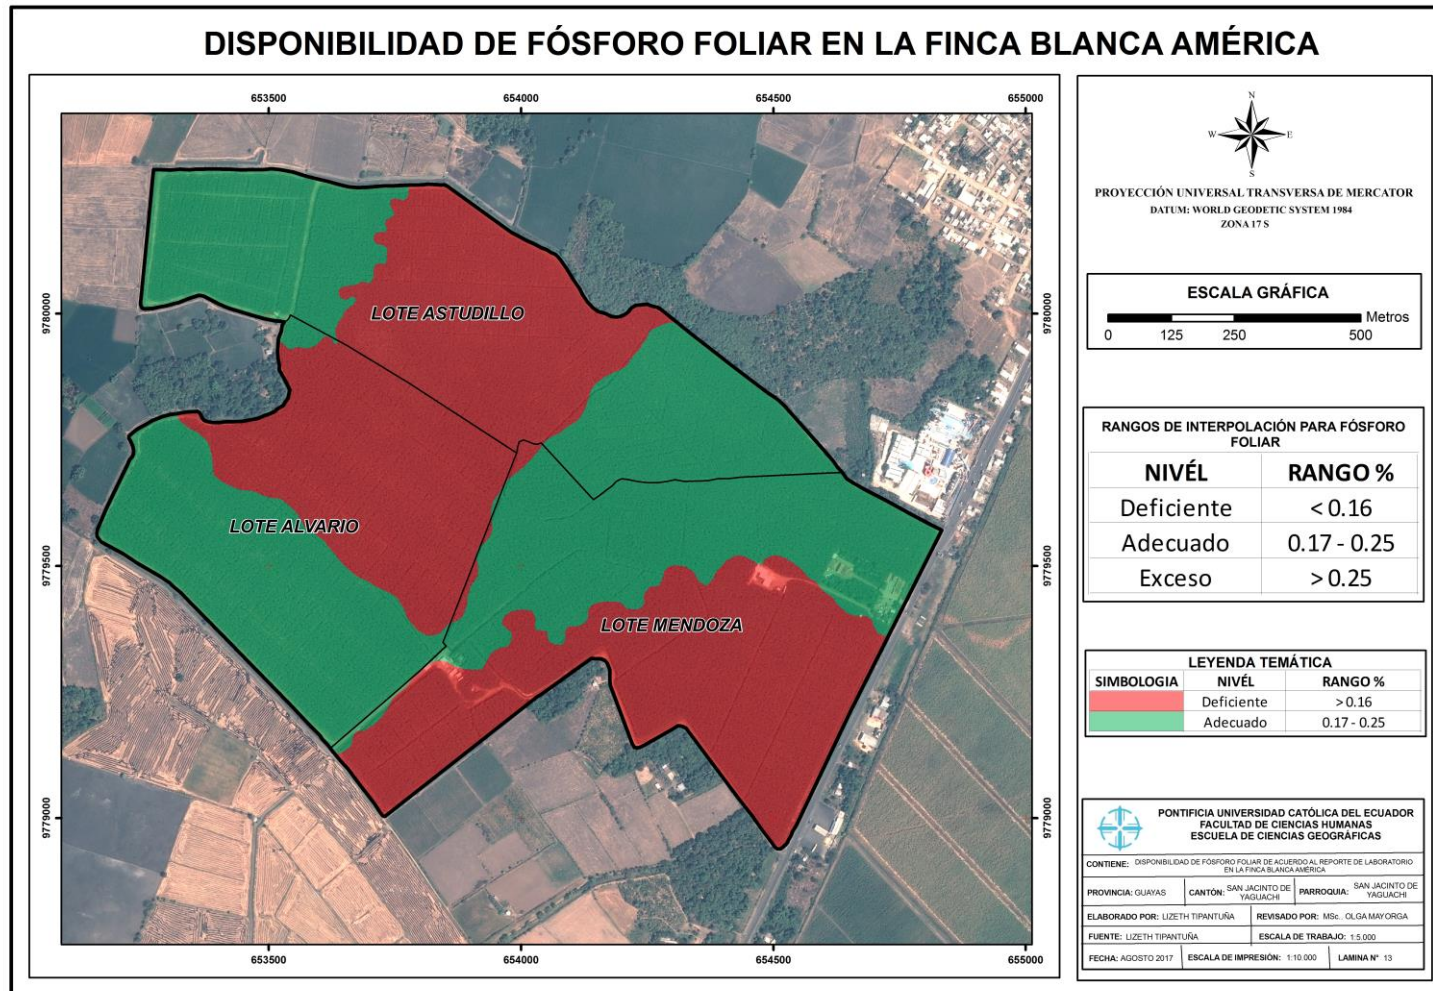 DISPONIBILIDAD DE FÓSFORO FOLIAR EN LA FINCA BLANCA AMÉRICA
653500 654000 654500 655000
9780000 9780000
9779500 9779500
9779000 9779000
653500 654000 654500 655000
LOTE ASTUDILLO
LOTE ALVARIO
LOTE MENDOZA
N
W E
S
PROYECCIÓN UNIVERSAL TRANSVERSA DE MERCATOR
DATUM: WORLD GEODETIC SYSTEM 1984
ZONA 17 S
ESCALA GRÁFICA
Metros
0 125 250 500
RANGOS DE INTERPOLACIÓN PARA FÓSFORO
FOLIAR
NIVÉL RANGO %
Deficiente < 0.16
Adecuado 0.17 - 0.25
Exceso > 0.25
LEYENDA TEMÁTICA
SIMBOLOGIA NIVÉL RANGO %
Deficiente > 0.16
Adecuado 0.17 - 0.25
PONTIFICIA UNIVERSIDAD CATÓLICA DEL ECUADOR
FACULTAD DE CIENCIAS HUMANAS
ESCUELA DE CIENCIAS GEOGRÁFICAS
CONTIENE: DISPONIBILIDAD DE FÓSFORO FOLIAR DE ACUERDO AL REPORTE DE LABORATORIO
EN LA FINCA BLANCA AMÉRICA
PROVINCIA: GUAYAS CANTÓN: SAN JACINTO DE YAGUACHI PARROQUIA: SAN JACINTO DE YAGUACHI
ELABORADO POR: LIZETH TIPANTUÑA REVISADO POR: MSc.. OLGA MAYORGA
FUENTE: LIZETH TIPANTUÑA ESCALA DE TRABAJO: 1:5.000
FECHA: AGOSTO 2017 ESCALA DE IMPRESIÓN: 1:10.000 LAMINA N° 13